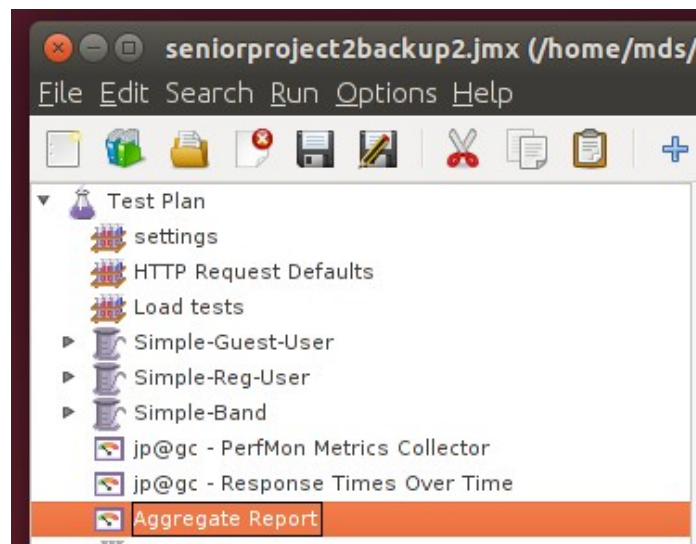 seniorproject2backup2.jmx (/home/mds/
File Edit Search Run Options Help
Test Plan
settings
HTTP Request Defaults
Load tests
Simple-Guest-User
Simple-Reg-User
Simple-Band
jp@gc - PerfMon Metrics Collector
jp@gc - Response Times Over Time
Aggregate Report